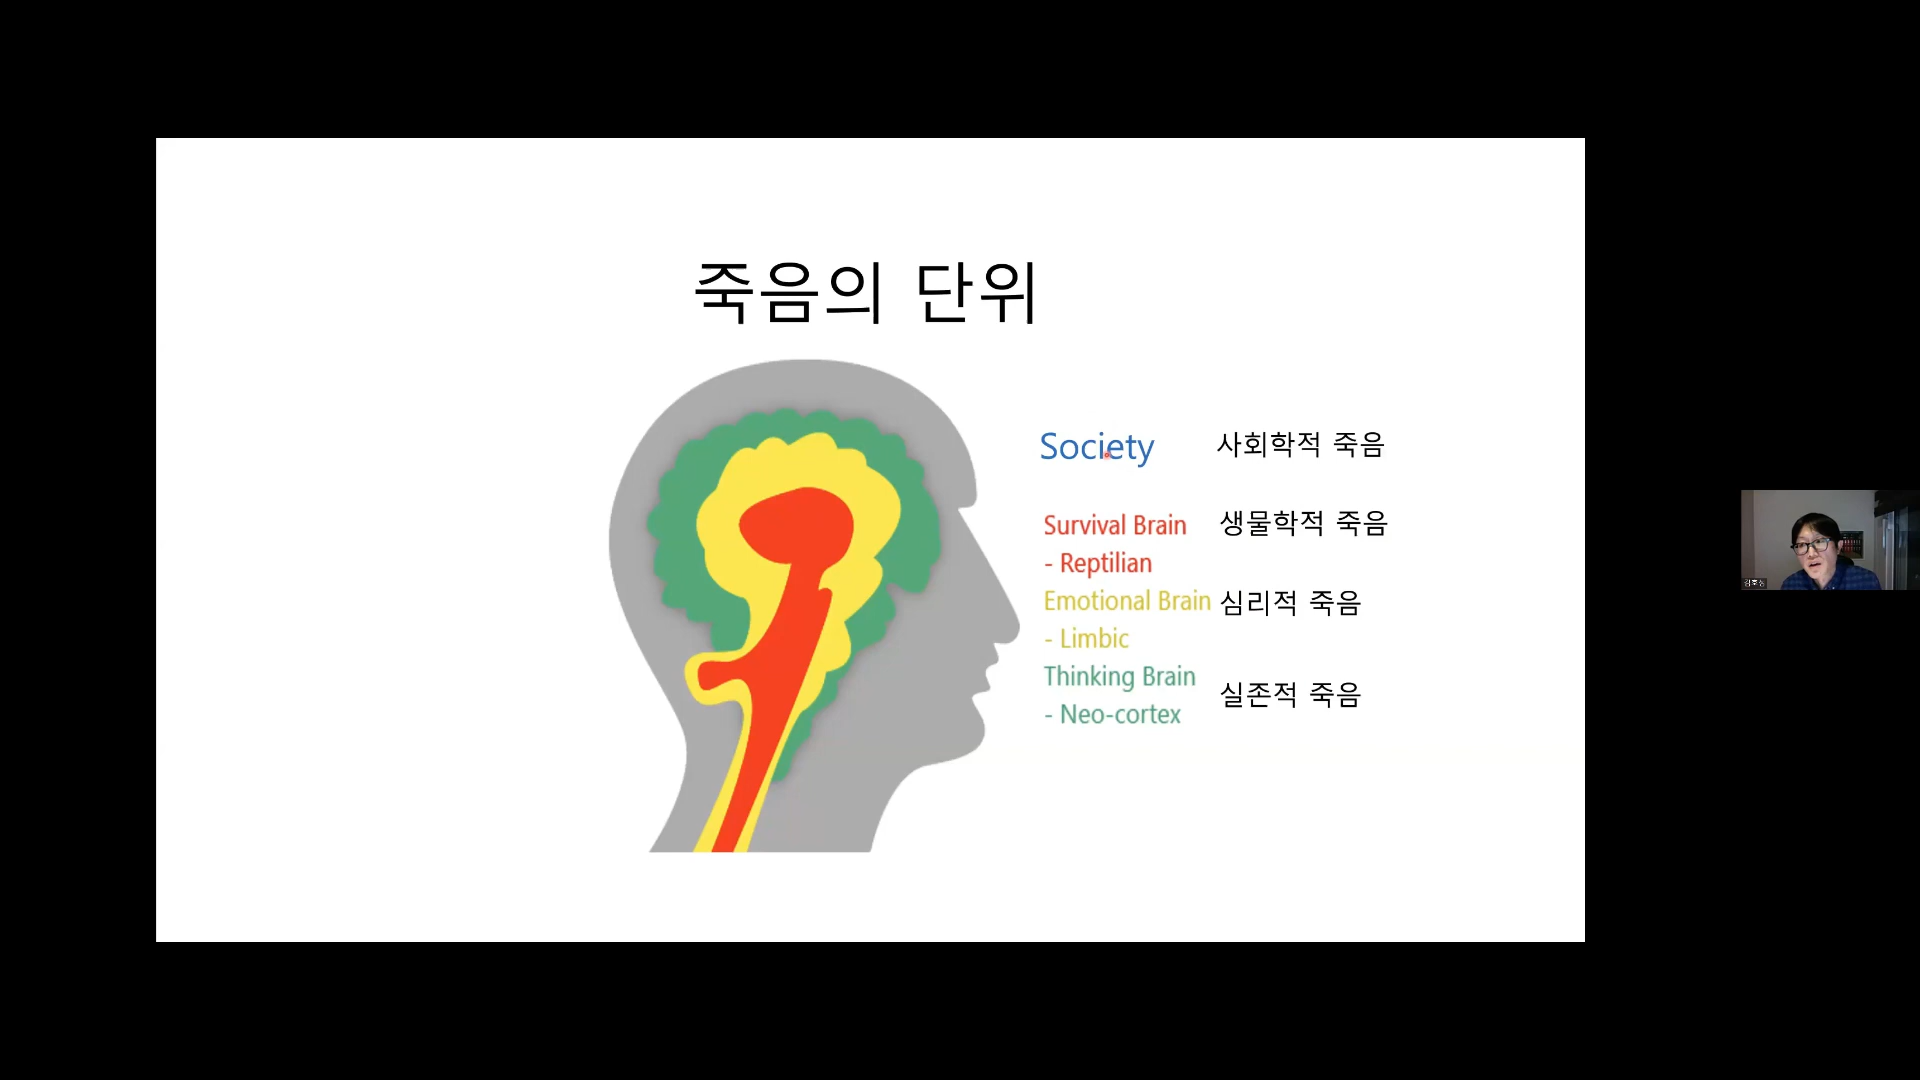 죽음의 단위
Society 사회학적 죽음
Survival Brain 생물학적 죽음
- Reptilian
Emotional Brain 심리적 죽음
- Limbic
Thinking Brain
실존적 죽음
- Neo-cortex